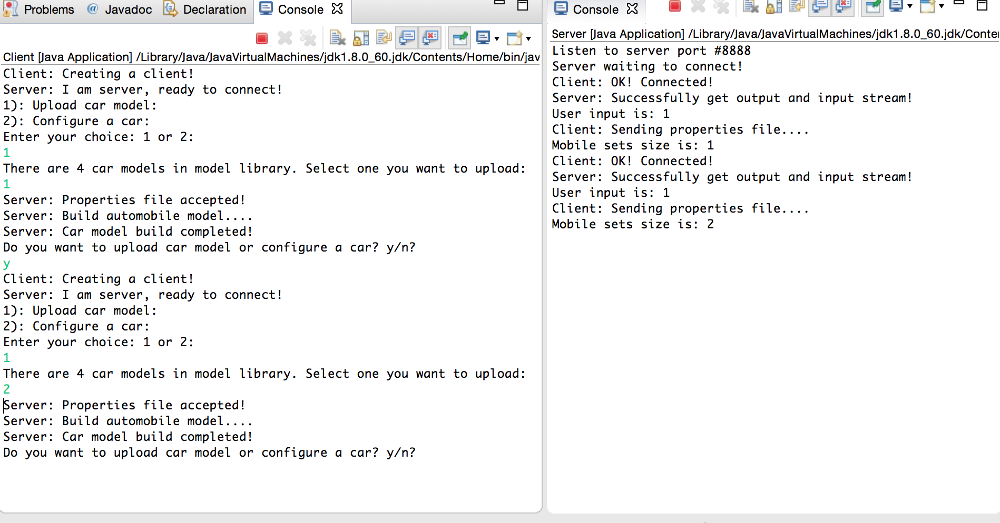 Problems @ Javadoc Declaration Console
Client [Java Application] /Library/Java/JavaVirtualMachines/jdk1.8.0_60.jdk/Contents/Home/bin/jav
Client: Creating a client!
Server: I am server, ready to connect!
1): Upload car model:
2): Configure a car:
Enter your choice: 1 or 2:
1
There are 4 car models in model library. Select one you want to upload:
1
Server: Properties file accepted!
Server: Build automobile model....
Server: Car model build completed!
Do you want to upload car model or configure a car? y/n?
y
Client: Creating a client!
Server: I am server, ready to connect!
1): Upload car model:
2): Configure a car:
Enter your choice: 1 or 2:
1
There are 4 car models in model library. Select one you want to upload:
2
Server: Properties file accepted!
Server: Build automobile model....
Server: Car model build completed!
Do you want to upload car model or configure a car? y/n?
Console
Server [Java Application] /Library/Java/JavaVirtualMachines/jdk1.8.0_60.jdk/Conte
Listen to server port #8888
Server waiting to connect!
Client: OK! Connected!
Server: Successfully get output and input stream!
User input is: 1
Client: Sending properties file....
Mobile sets size is: 1
Client: OK! Connected!
Server: Successfully get output and input stream!
User input is: 1
Client: Sending properties file....
Mobile sets size is: 2